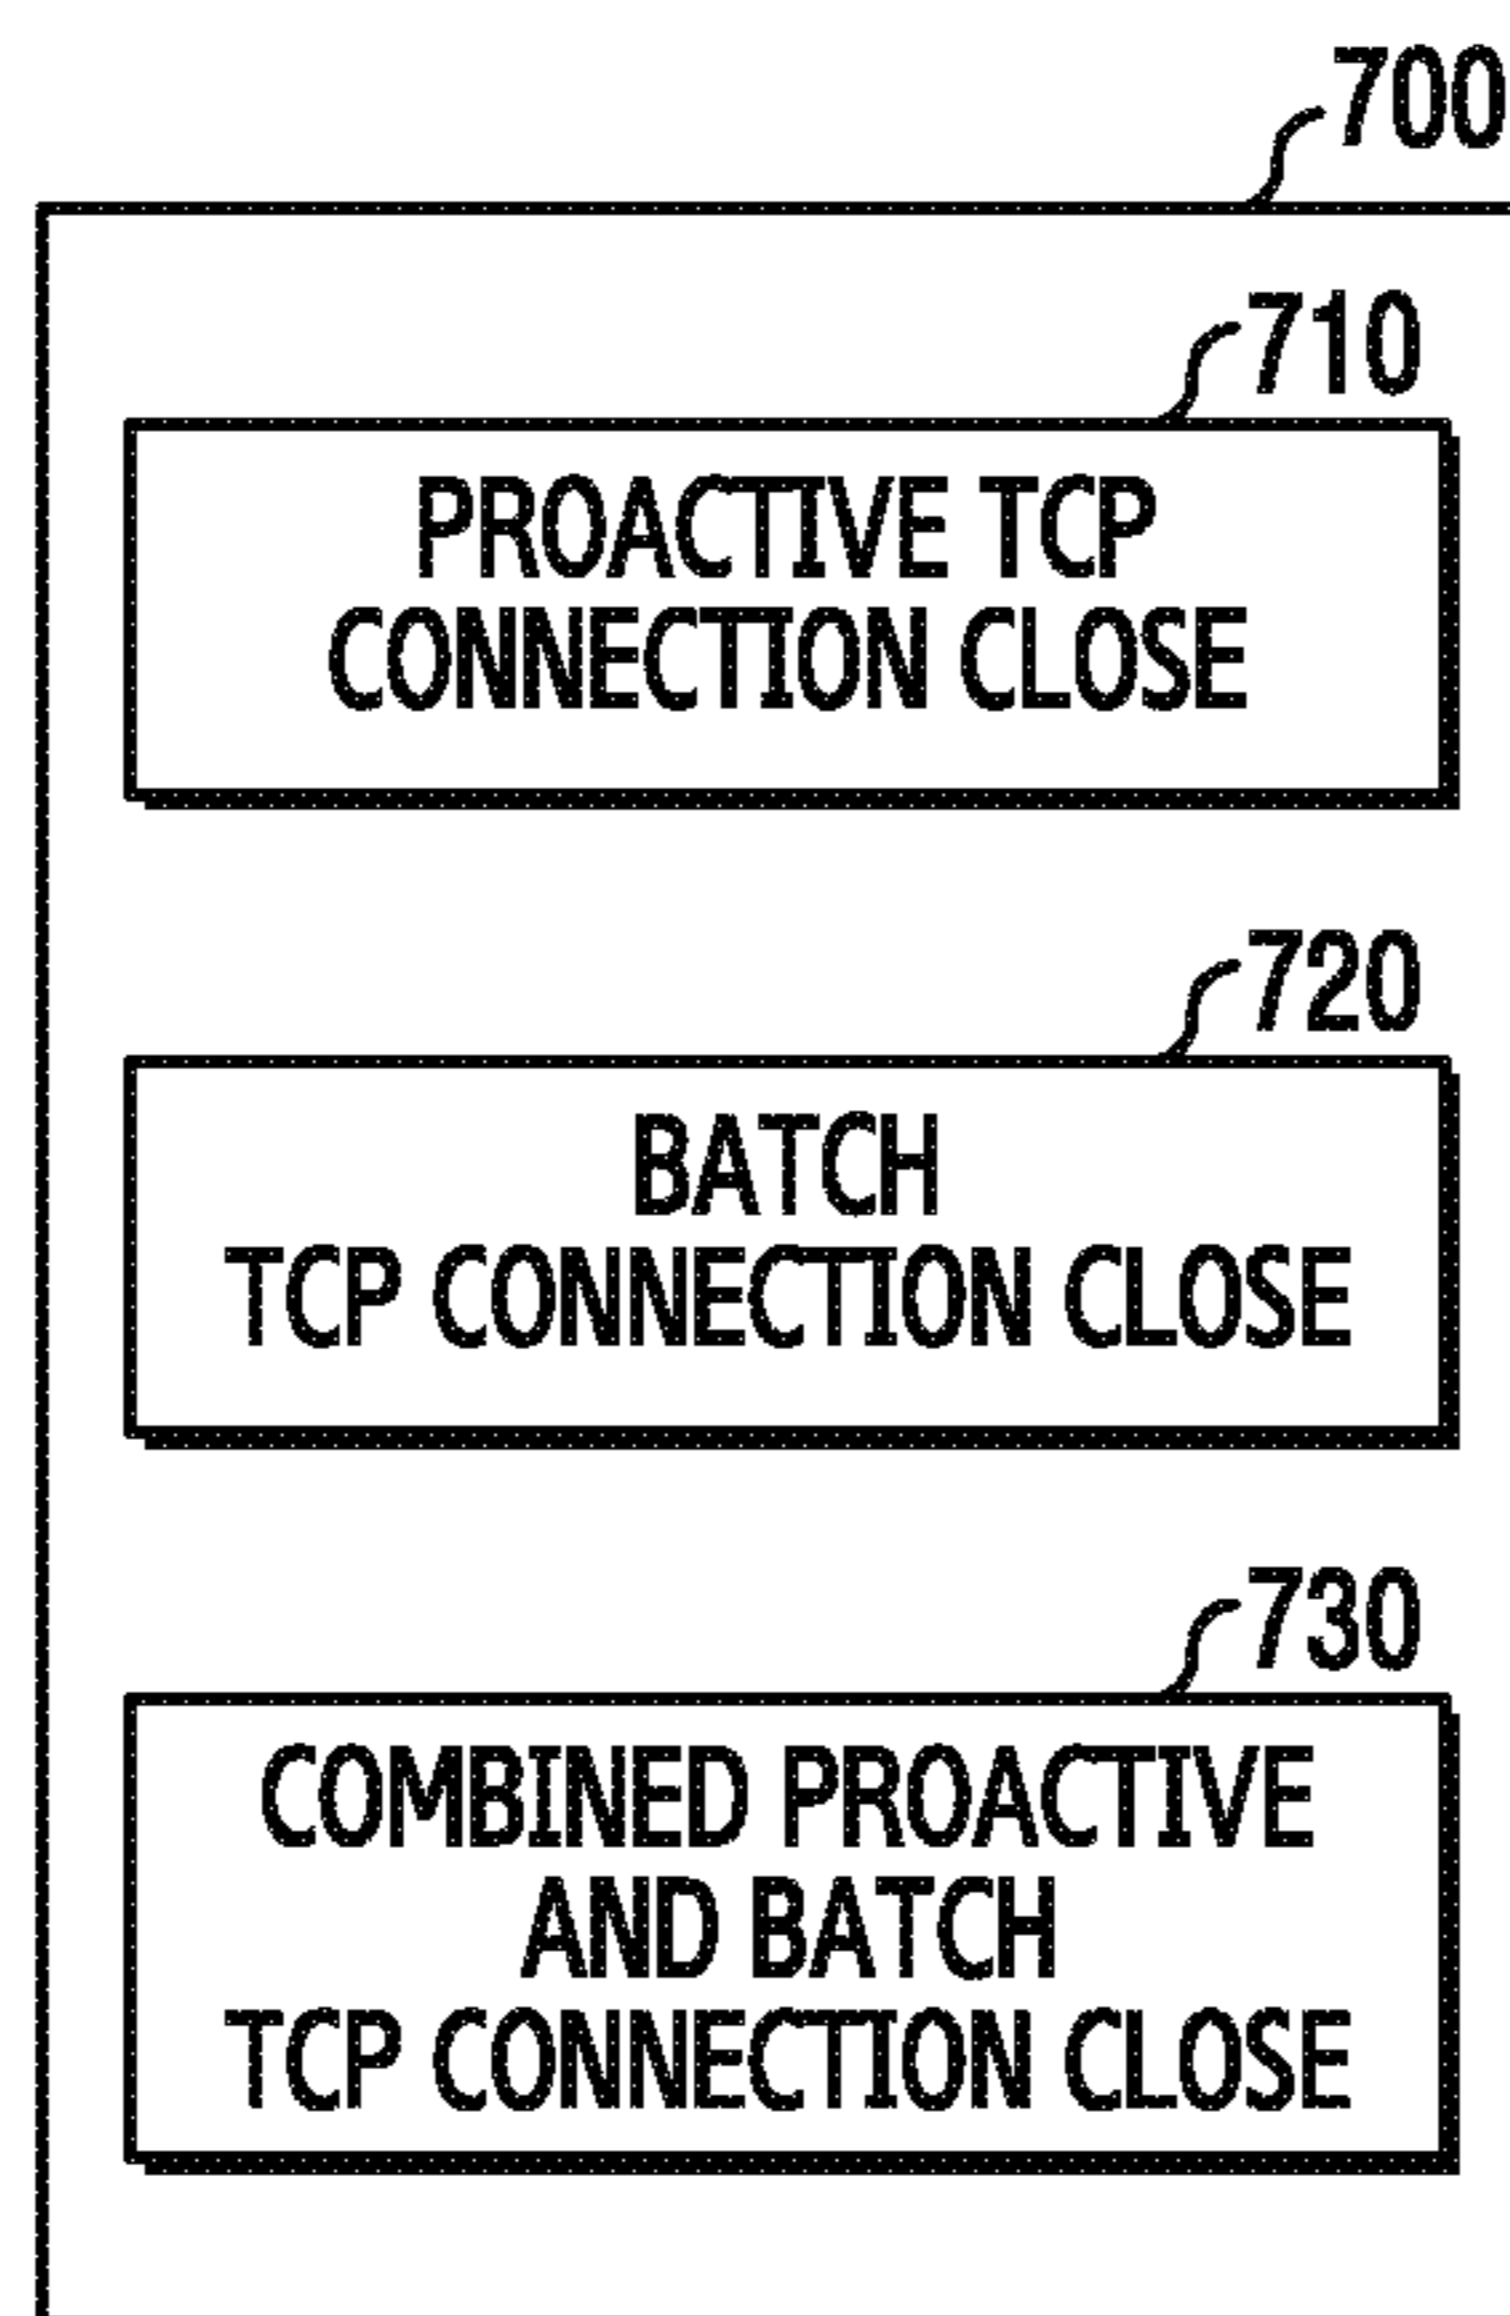 700
710
PROACTIVE TCP
CONNECTION CLOSE
720
BATCH
TCP CONNECTION CLOSE
730
COMBINED PROACTIVE
AND BATCH
TCP CONNECTION CLOSE